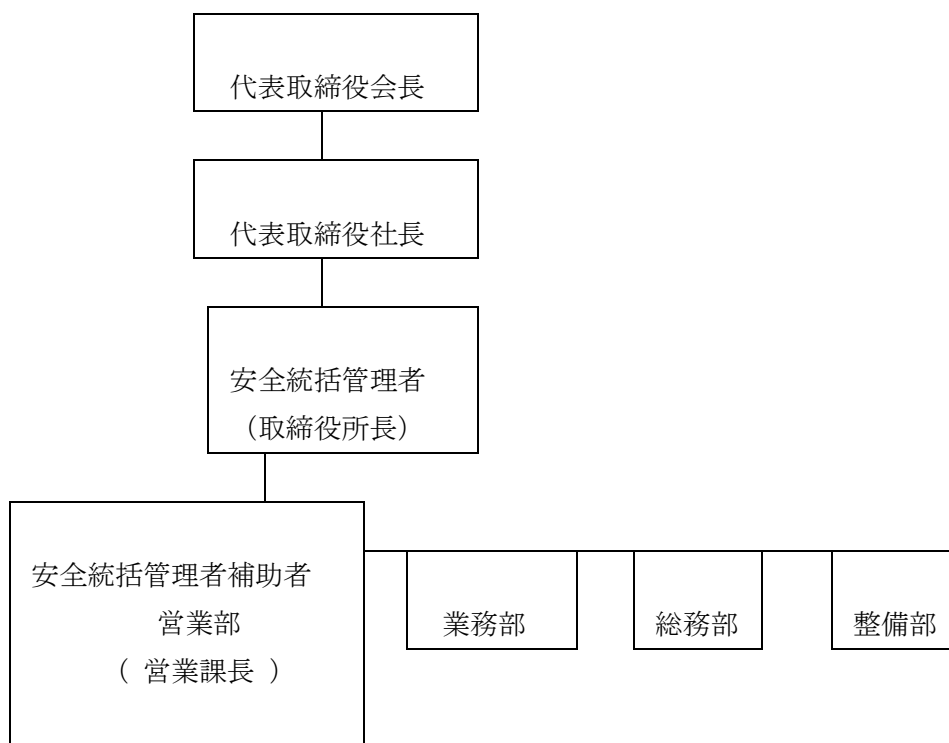 代表取締役会長
代表取締役社長
安全統括管理者
（取締役所長）
安全統括管理者補助者
営業部
（ 営業課長 ）
業務部
総務部
整備部